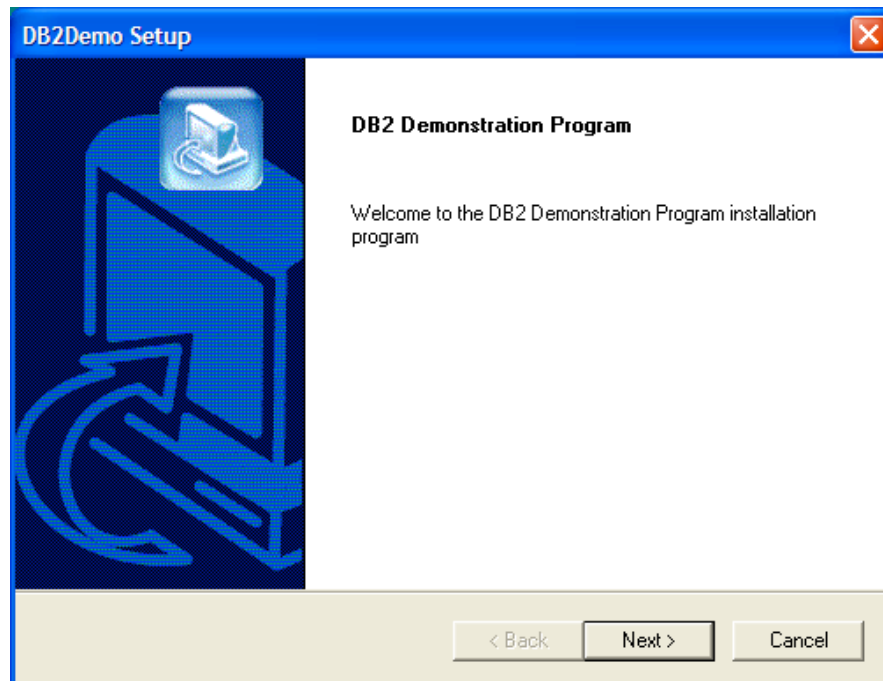 DB2Demo Setup
DB2 Demonstration Program
Welcome to the DB2 Demonstration Program installation
program
< Back
Next >
Cancel